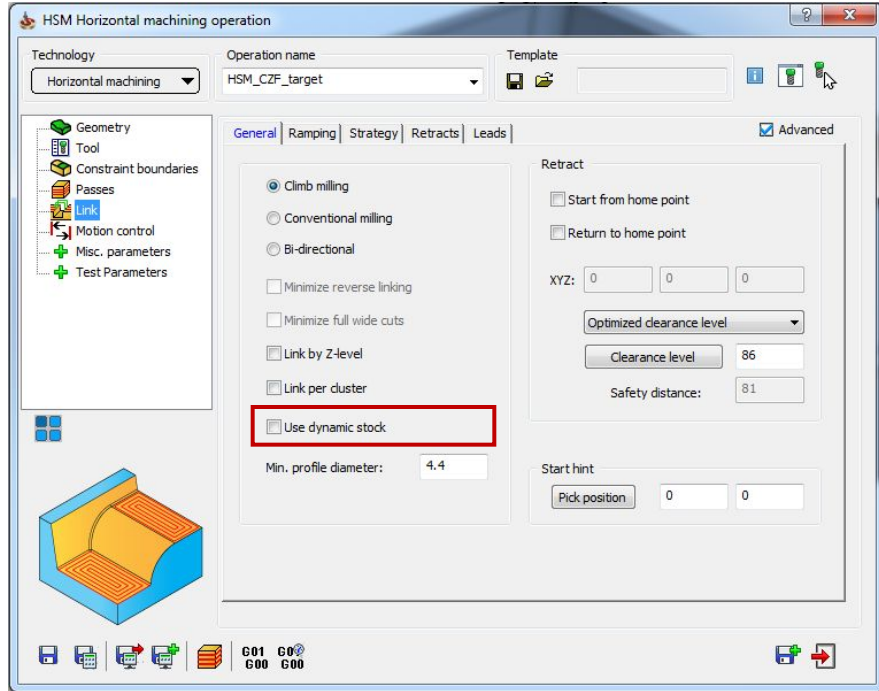 HSM Horizontal machining operation
Technology
Operation name
Template
Horizontal machining
HSM_CZF_target
Geometry
Tool
Constraint boundaries
Passes
Link
Motion control
Misc. parameters
Test Parameters
General Ramping Strategy Retracts Leads
Advanced
Climb milling
Conventional milling
Bi-directional
Minimize reverse linking
Minimize full wide cuts
Link by Z-level
Link per cluster
Use dynamic stock
Min. profile diameter: 4.4
Retract
Start from home point
Return to home point
XYZ: 0 0 0
Optimized clearance level
Clearance level 86
Safety distance: 81
Start hint
Pick position 0 0
G01 G0
G00 G00